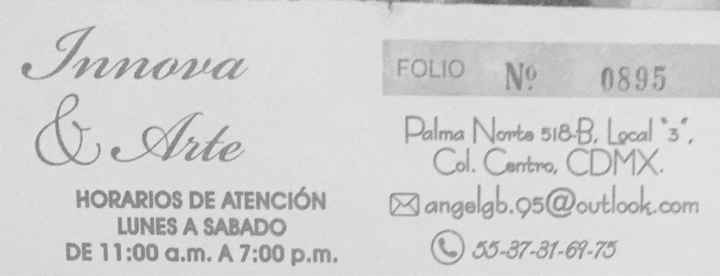 Innova
& Arte
HORARIOS DE ATENCIÓN
LUNES A SABADO
DE 11:00 a.m. A 7:00 p.m.
FOLIO Nº 0895
Palma Norte 518-B, Local "3",
Col. Centro, CDMX.
angelgb.95@outlook.com
55-37-31-69-75